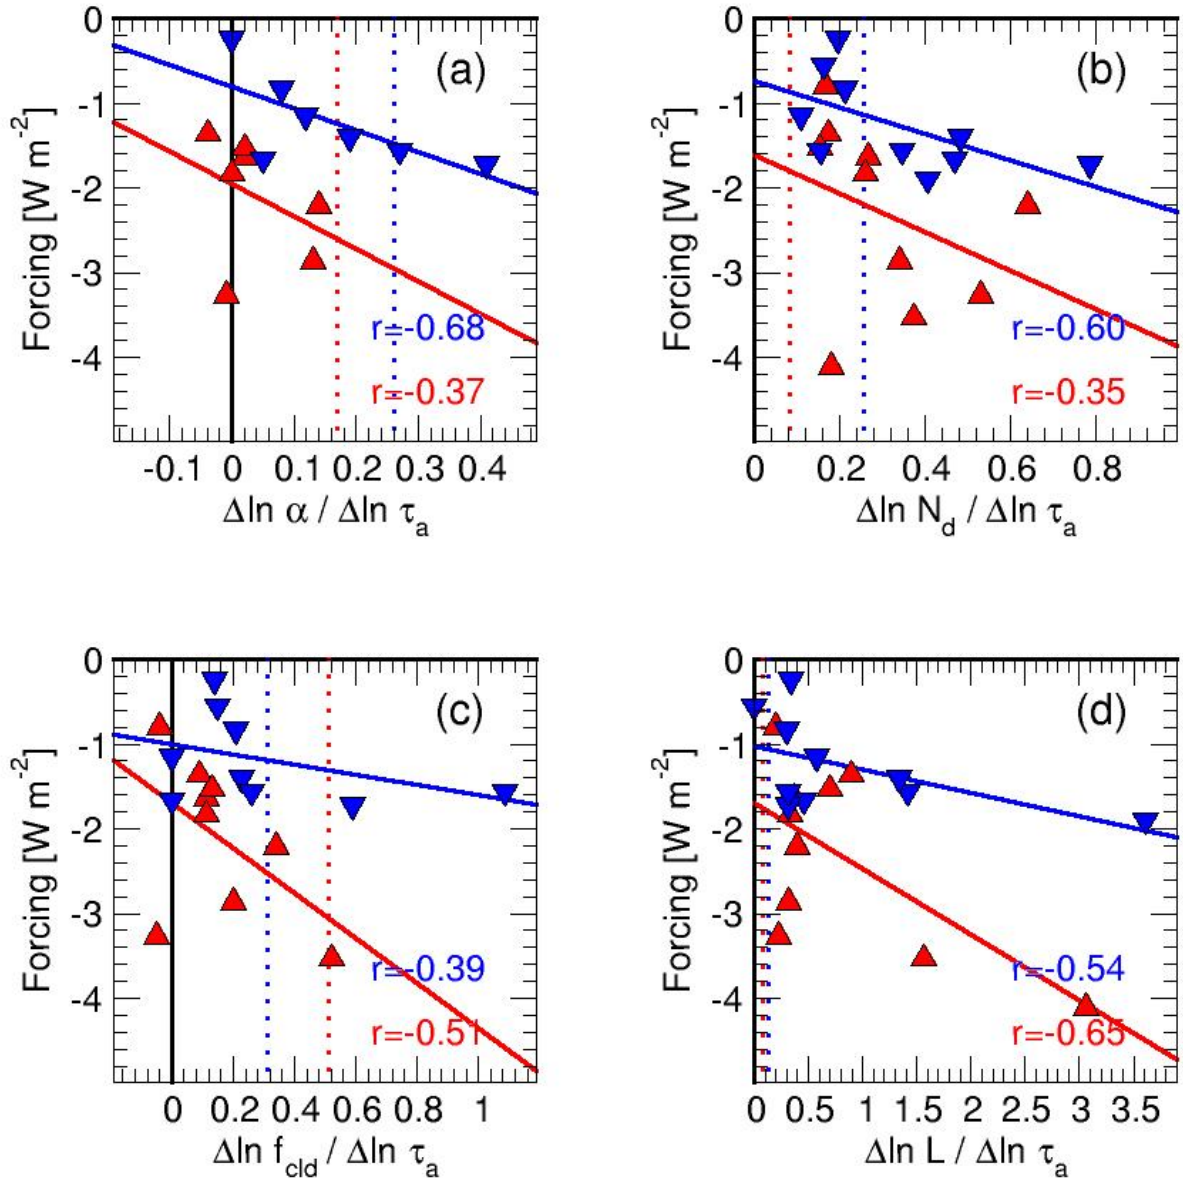 0
-1
-2
-3
-4
Forcing [W m-2]
(a)
r=-0.68
r=-0.37
-0.1 0 0.1 0.2 0.3 0.4
Δln α / Δln τa
0
-1
-2
-3
-4
Forcing [W m-2]
(b)
r=-0.60
r=-0.35
0 0.2 0.4 0.6 0.8
Δln Nd / Δln τa
0
-1
-2
-3
-4
Forcing [W m-2]
(c)
r=-0.39
r=-0.51
0 0.2 0.4 0.6 0.8 1
Δln fcld / Δln τa
0
-1
-2
-3
-4
Forcing [W m-2]
(d)
r=-0.54
r=-0.65
0 0.5 1 1.5 2 2.5 3 3.5
Δln L / Δln τa